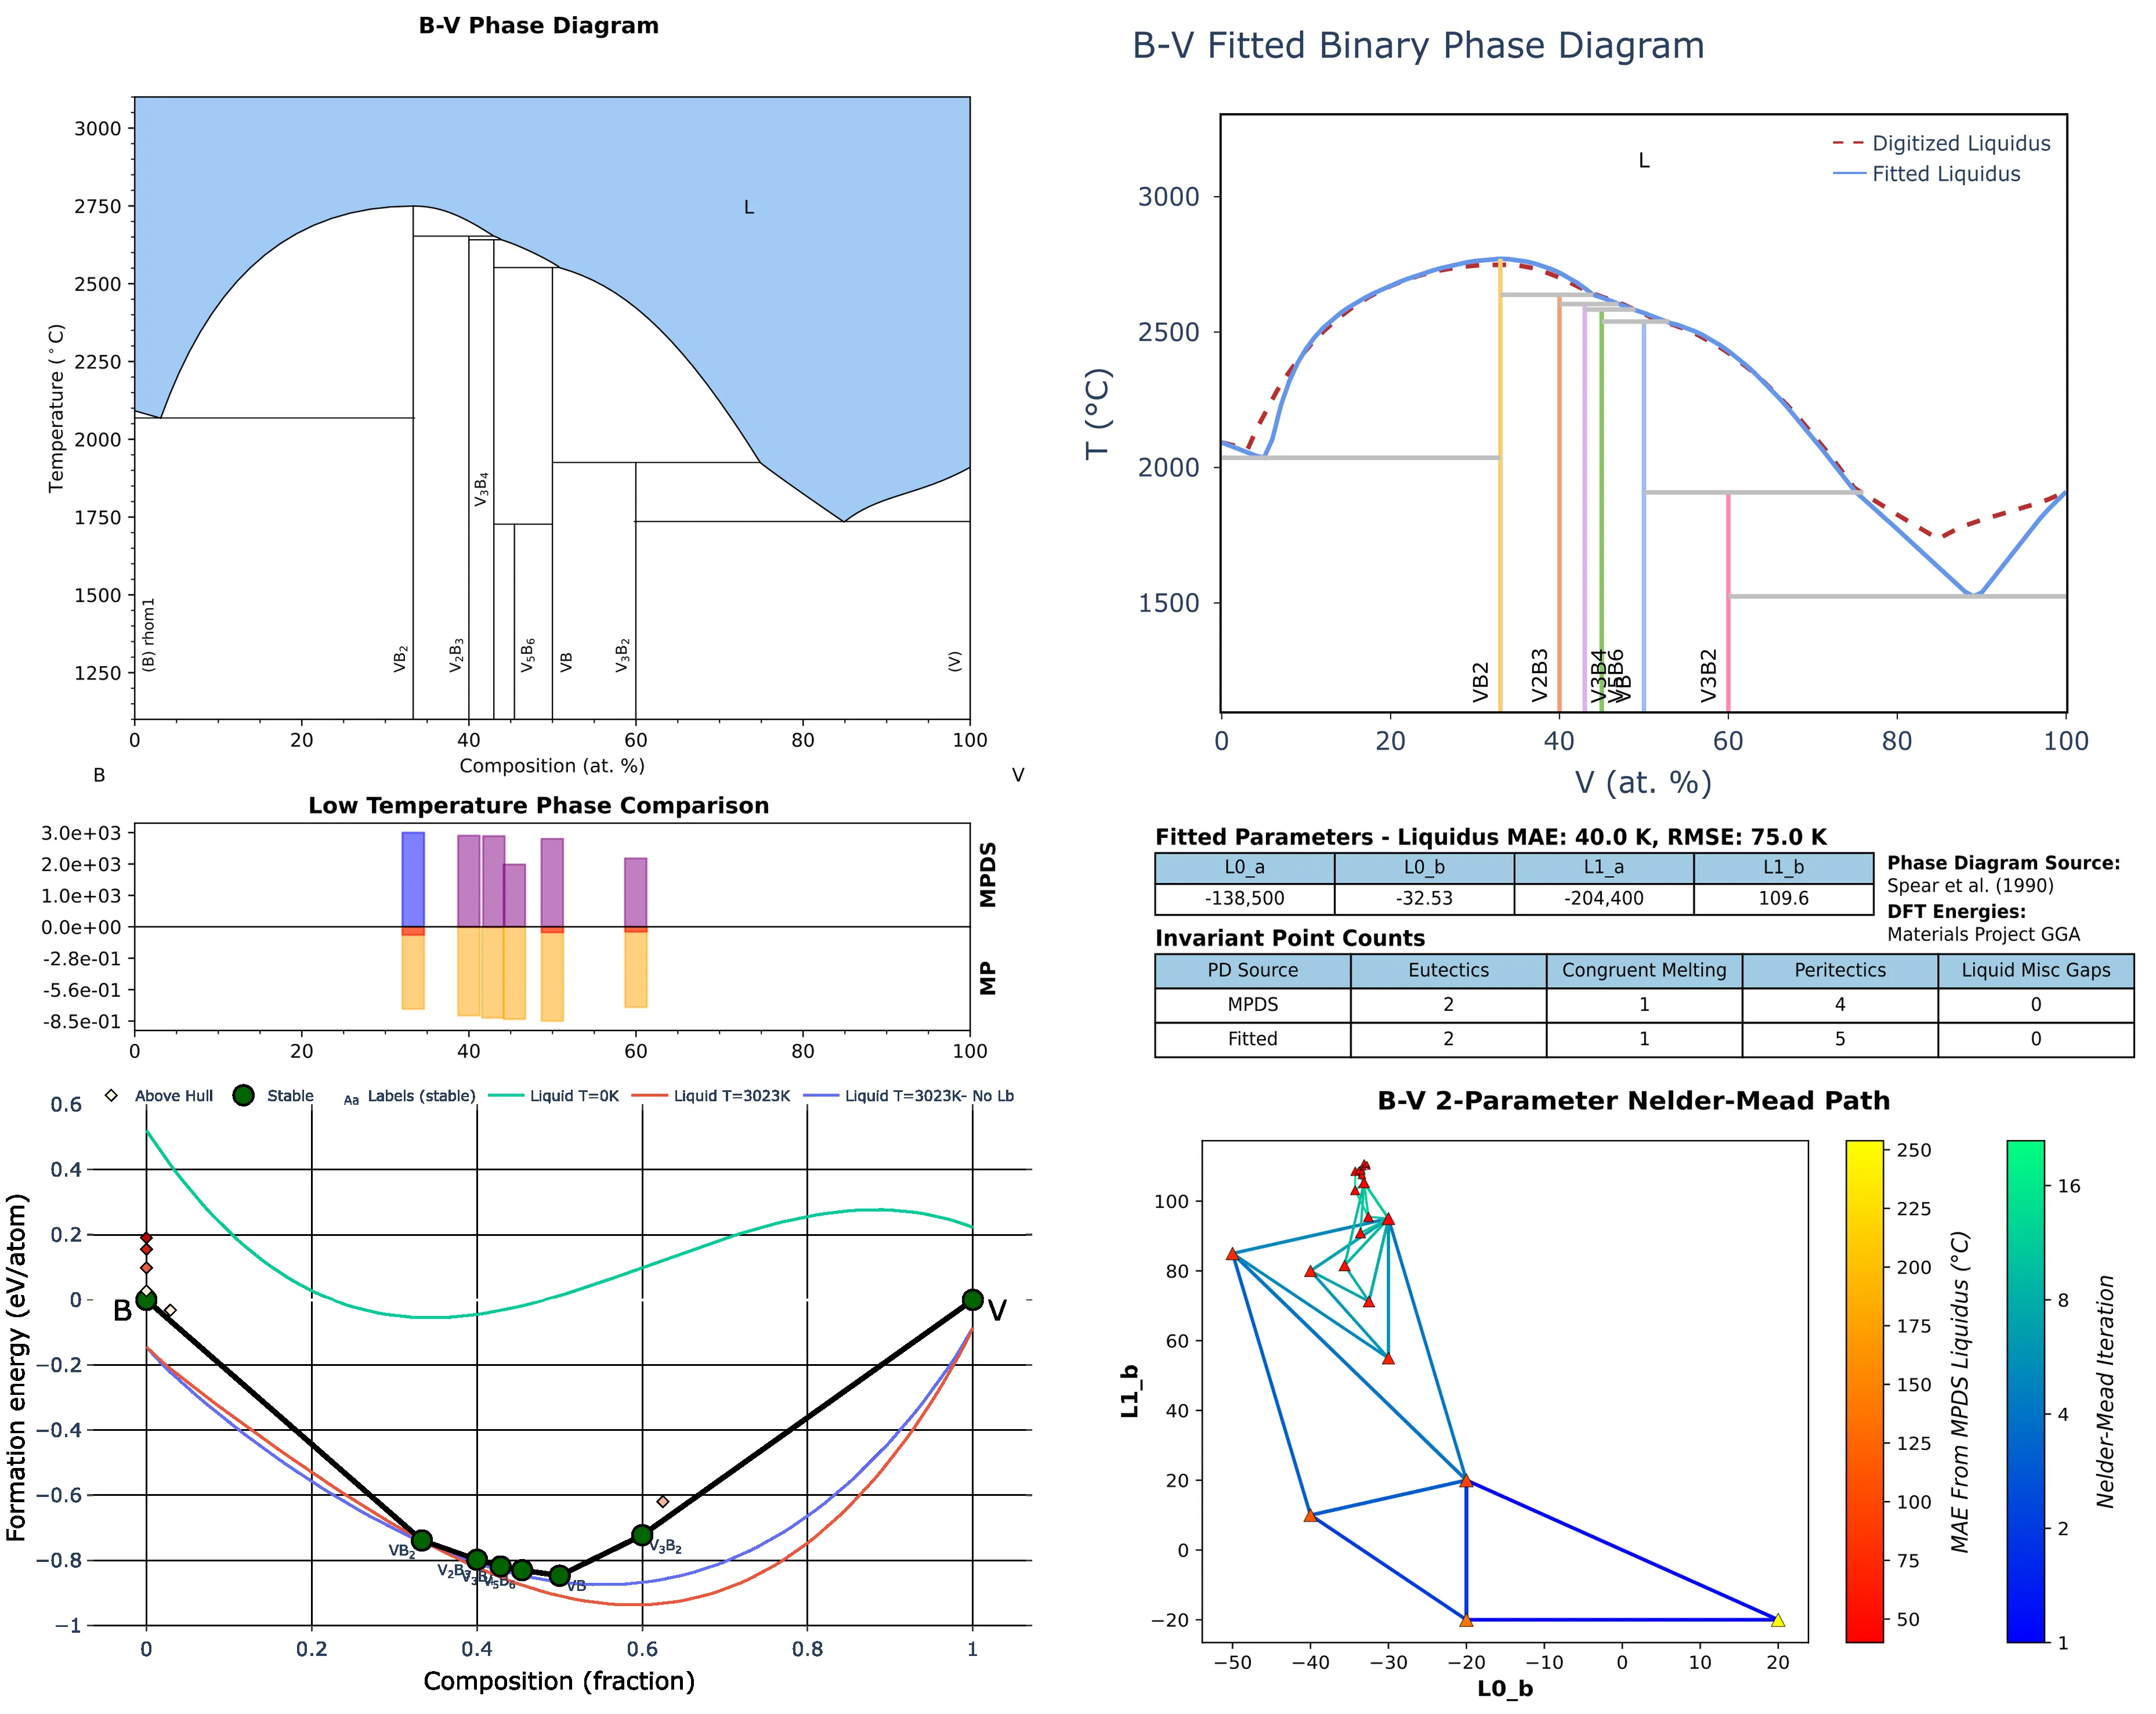 B-V Phase Diagram
3000
2750
2500
2250
2000
1750
1500
1250
Temperature (°C)
L
(B) rhom1
VB2
V2B3
V3B4
V5B6
VB
V3B2
(V)
0 20 40 60 80 100
Composition (at. %)
B V
Low Temperature Phase Comparison
3.0e+03
2.0e+03
1.0e+03
0.0e+00
-2.8e-01
-5.6e-01
-8.5e-01
MPDS
MP
0 20 40 60 80 100
B-V Fitted Binary Phase Diagram
Digitized Liquidus
Fitted Liquidus
L
3000
2500
2000
1500
T (°C)
VB2
V2B3
V3B4
V5B6
VB
V3B2
0 20 40 60 80 100
V (at. %)
Fitted Parameters - Liquidus MAE: 40.0 K, RMSE: 75.0 K
L0_a L0_b L1_a L1_b
-138,500 -32.53 -204,400 109.6
Phase Diagram Source:
Spear et al. (1990)
DFT Energies:
Materials Project GGA
Invariant Point Counts
PD Source Eutectics Congruent Melting Peritectics Liquid Misc Gaps
MPDS 2 1 4 0
Fitted 2 1 5 0
Above Hull Stable Aa Labels (stable) Liquid T=0K Liquid T=3023K Liquid T=3023K- No Lb
0.6
0.4
0.2
0
−0.2
−0.4
−0.6
−0.8
−1
Formation energy (eV/atom)
B
V
VB2
V2B3
V3B4
V5B6
VB
V3B2
0 0.2 0.4 0.6 0.8 1
Composition (fraction)
B-V 2-Parameter Nelder-Mead Path
100
80
60
40
20
0
−20
L1_b
−50 −40 −30 −20 −10 0 10 20
L0_b
250
225
200
175
150
125
100
75
50
MAE From MPDS Liquidus (°C)
16
8
4
2
1
Nelder-Mead Iteration